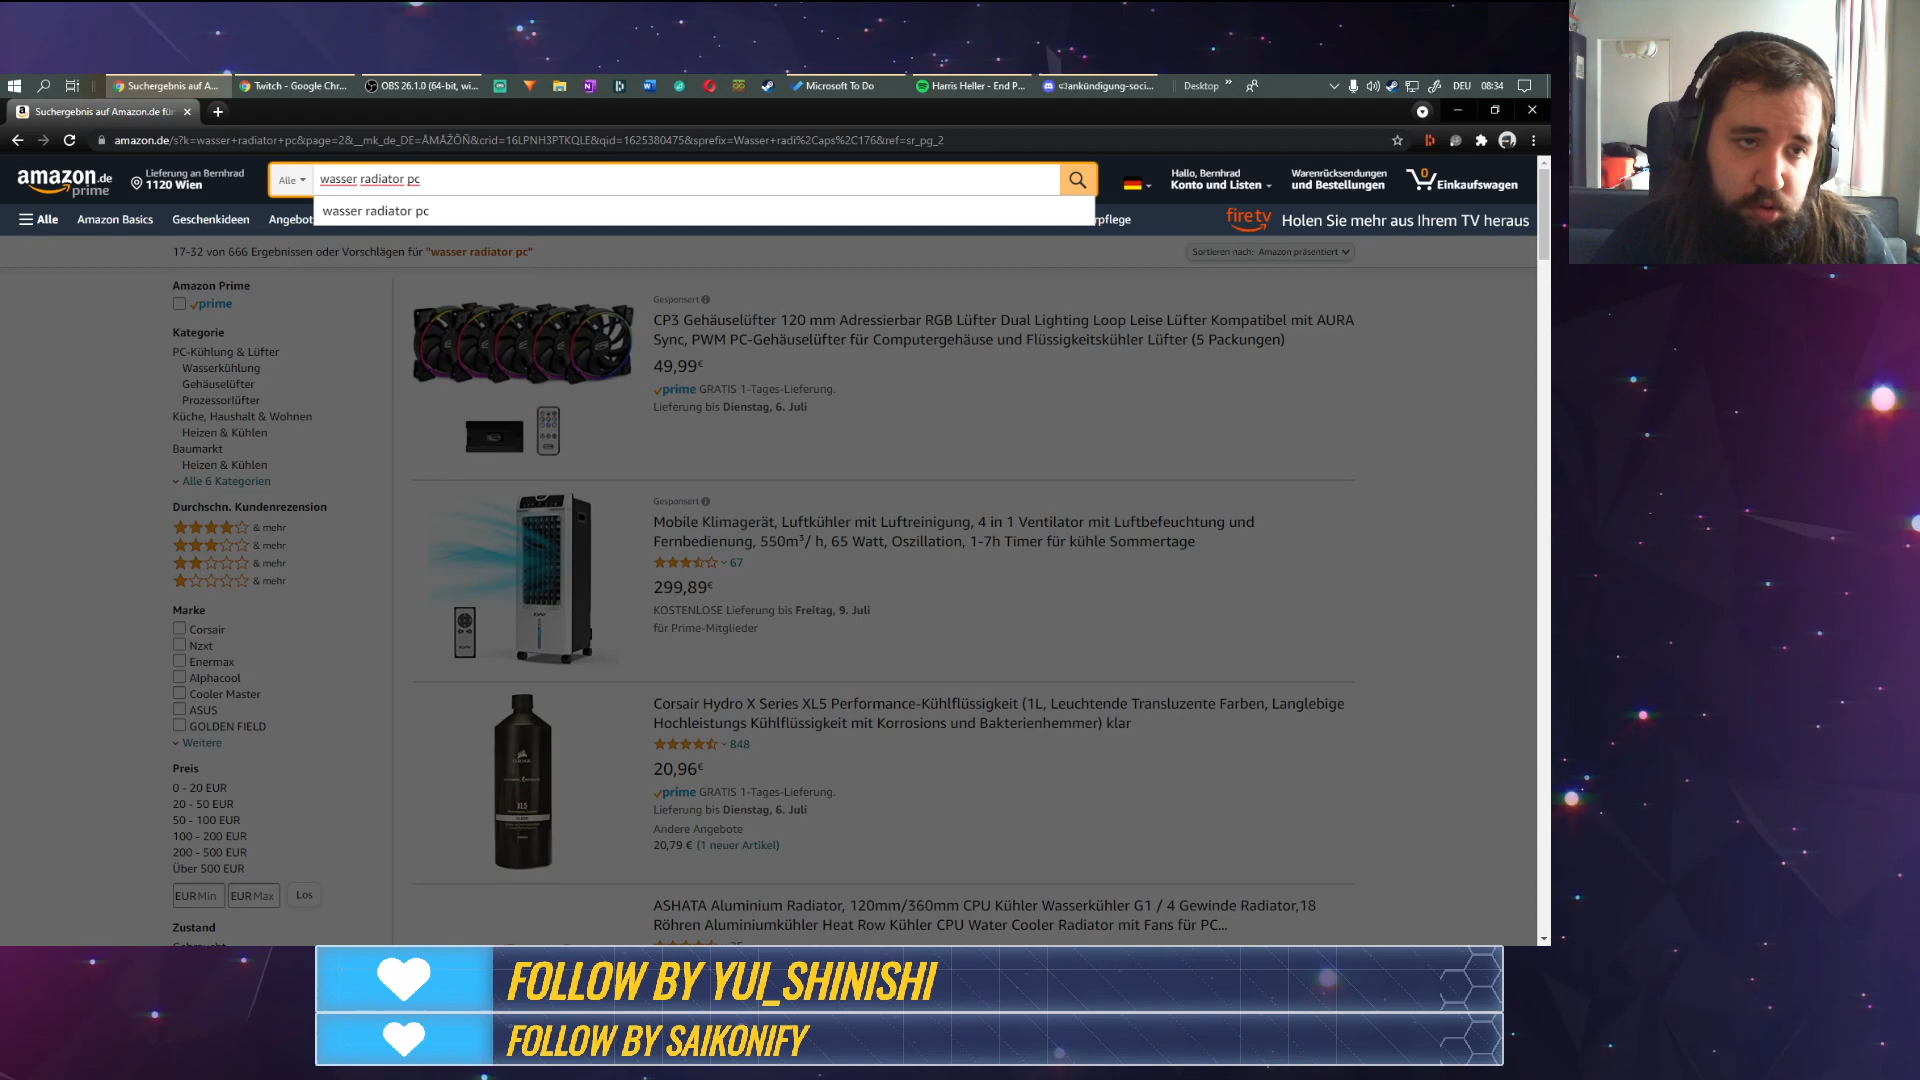 Suchergebnis auf A...
Twitch - Google Chr...
OBS 26.1.0 (64-bit, wi...
Microsoft To Do
Harris Heller - End P...
ankündigung-soci...
Desktop
DEU
08:34
Suchergebnis auf Amazon.de für
amazon.de/s?k=wasser+radiator+pc&page=2&__mk_de_DE=ÅMÅŽÕÑ&crid=16LPNH3PTKQLE&qid=1625380475&sprefix=Wasser+radi%2Caps%2C176&ref=sr_pg_2
amazon.de
prime
Lieferung an Bernhrad
1120 Wien
Alle
wasser radiator pc
Hallo, Bernhrad
Konto und Listen
Warenrücksendungen
und Bestellungen
0
Einkaufswagen
wasser radiator pc
Alle
Amazon Basics
Geschenkideen
Angebot
rpflege
fire tv
Holen Sie mehr aus Ihrem TV heraus
17-32 von 666 Ergebnissen oder Vorschlägen für "wasser radiator pc"
Sortieren nach: Amazon präsentiert
Amazon Prime
prime
Kategorie
PC-Kühlung & Lüfter
Wasserkühlung
Gehäuselüfter
Prozessorlüfter
Küche, Haushalt & Wohnen
Heizen & Kühlen
Baumarkt
Heizen & Kühlen
Alle 6 Kategorien
Durchschn. Kundenrezension
& mehr
& mehr
& mehr
& mehr
Marke
Corsair
Nzxt
Enermax
Alphacool
Cooler Master
ASUS
GOLDEN FIELD
Weitere
Preis
0 - 20 EUR
20 - 50 EUR
50 - 100 EUR
100 - 200 EUR
200 - 500 EUR
Über 500 EUR
EUR Min
EUR Max
Los
Zustand
Gesponsert
CP3 Gehäuselüfter 120 mm Adressierbar RGB Lüfter Dual Lighting Loop Leise Lüfter Kompatibel mit AURA
Sync, PWM PC-Gehäuselüfter für Computergehäuse und Flüssigkeitskühler Lüfter (5 Packungen)
49,99€
prime GRATIS 1-Tages-Lieferung.
Lieferung bis Dienstag, 6. Juli
Gesponsert
Mobile Klimagerät, Luftkühler mit Luftreinigung, 4 in 1 Ventilator mit Luftbefeuchtung und
Fernbedienung, 550m³/ h, 65 Watt, Oszillation, 1-7h Timer für kühle Sommertage
67
299,89€
KOSTENLOSE Lieferung bis Freitag, 9. Juli
für Prime-Mitglieder
Corsair Hydro X Series XL5 Performance-Kühlflüssigkeit (1L, Leuchtende Transluzente Farben, Langlebige
Hochleistungs Kühlflüssigkeit mit Korrosions und Bakterienhemmer) klar
848
20,96€
prime GRATIS 1-Tages-Lieferung.
Lieferung bis Dienstag, 6. Juli
Andere Angebote
20,79 € (1 neuer Artikel)
XL5
ASHATA Aluminium Radiator, 120mm/360mm CPU Kühler Wasserkühler G1 / 4 Gewinde Radiator,18
Röhren Aluminiumkühler Heat Row Kühler CPU Water Cooler Radiator mit Fans für PC...
FOLLOW BY YUI_SHINISHI
FOLLOW BY SAIKONIFY